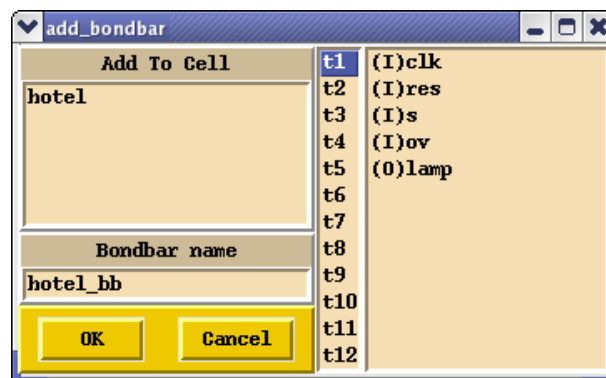 add_bondbar
Add To Cell
hotel
Bondbar name
hotel_bb
OK
Cancel
t1 (I)clk
t2 (I)res
t3 (I)s
t4 (I)ov
t5 (O)lamp
t6
t7
t8
t9
t10
t11
t12